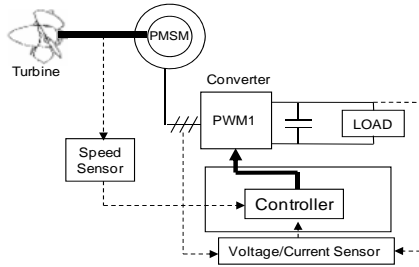 PMSM
Turbine
Converter
PWM1
LOAD
Speed
Sensor
Controller
Voltage/Current Sensor